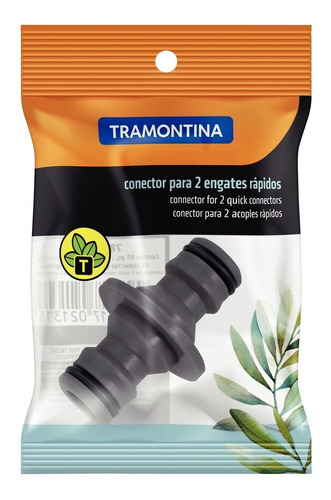 TRAMONTINA
conector para 2 engates rápidos
connector for 2 quick connectors
conector para 2 acoples rápidos
T